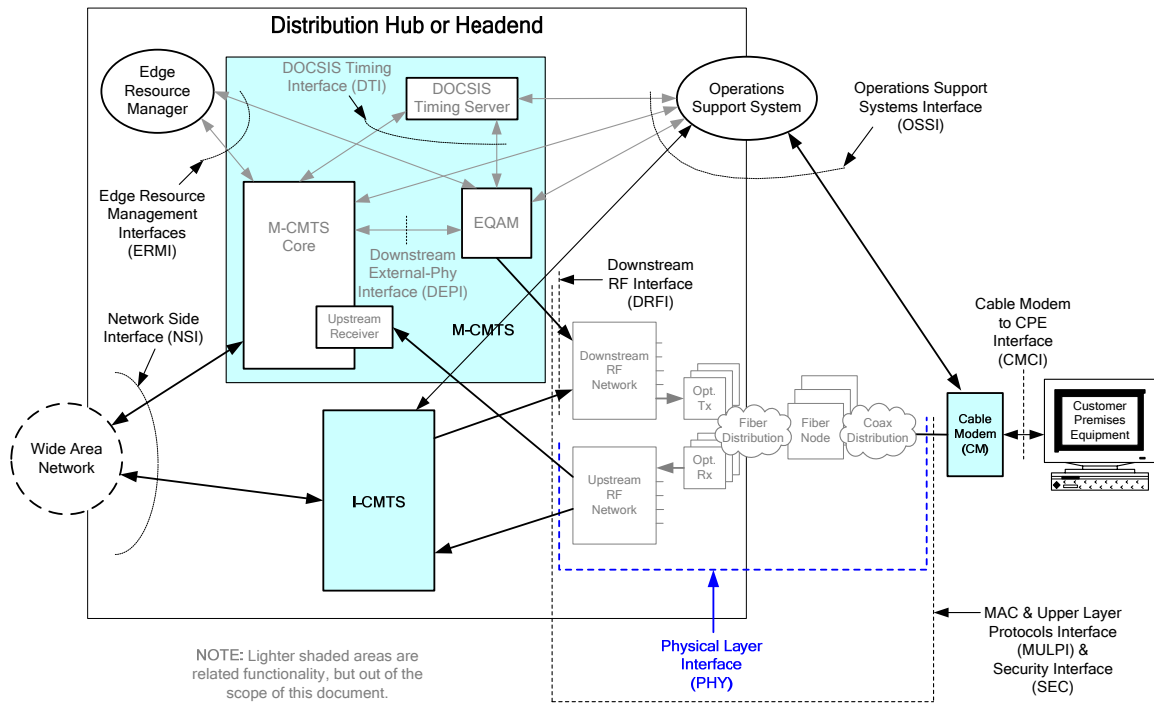 Distribution Hub or Headend
Edge
Resource
Manager
DOCSIS Timing
Interface (DTI)
DOCSIS
Timing Server
Operations
Support System
Operations Support
Systems Interface
(OSSI)
Edge Resource
Management
Interfaces
(ERMI)
M-CMTS
Core
EQAM
Downstream
External-Phy
Interface (DEPI)
Upstream
Receiver
M-CMTS
Downstream
RF Interface
(DRFI)
Network Side
Interface (NSI)
Cable Modem
to CPE
Interface
(CMCI)
Downstream
RF
Network
Opt.
Tx
Fiber
Distribution
Fiber
Node
Coax
Distribution
Cable
Modem
(CM)
Customer
Premises
Equipment
Wide Area
Network
I-CMTS
Upstream
RF
Network
Opt.
Rx
Physical Layer
Interface
(PHY)
MAC & Upper Layer
Protocols Interface
(MULPI) &
Security Interface
(SEC)
NOTE: Lighter shaded areas are
related functionality, but out of the
scope of this document.